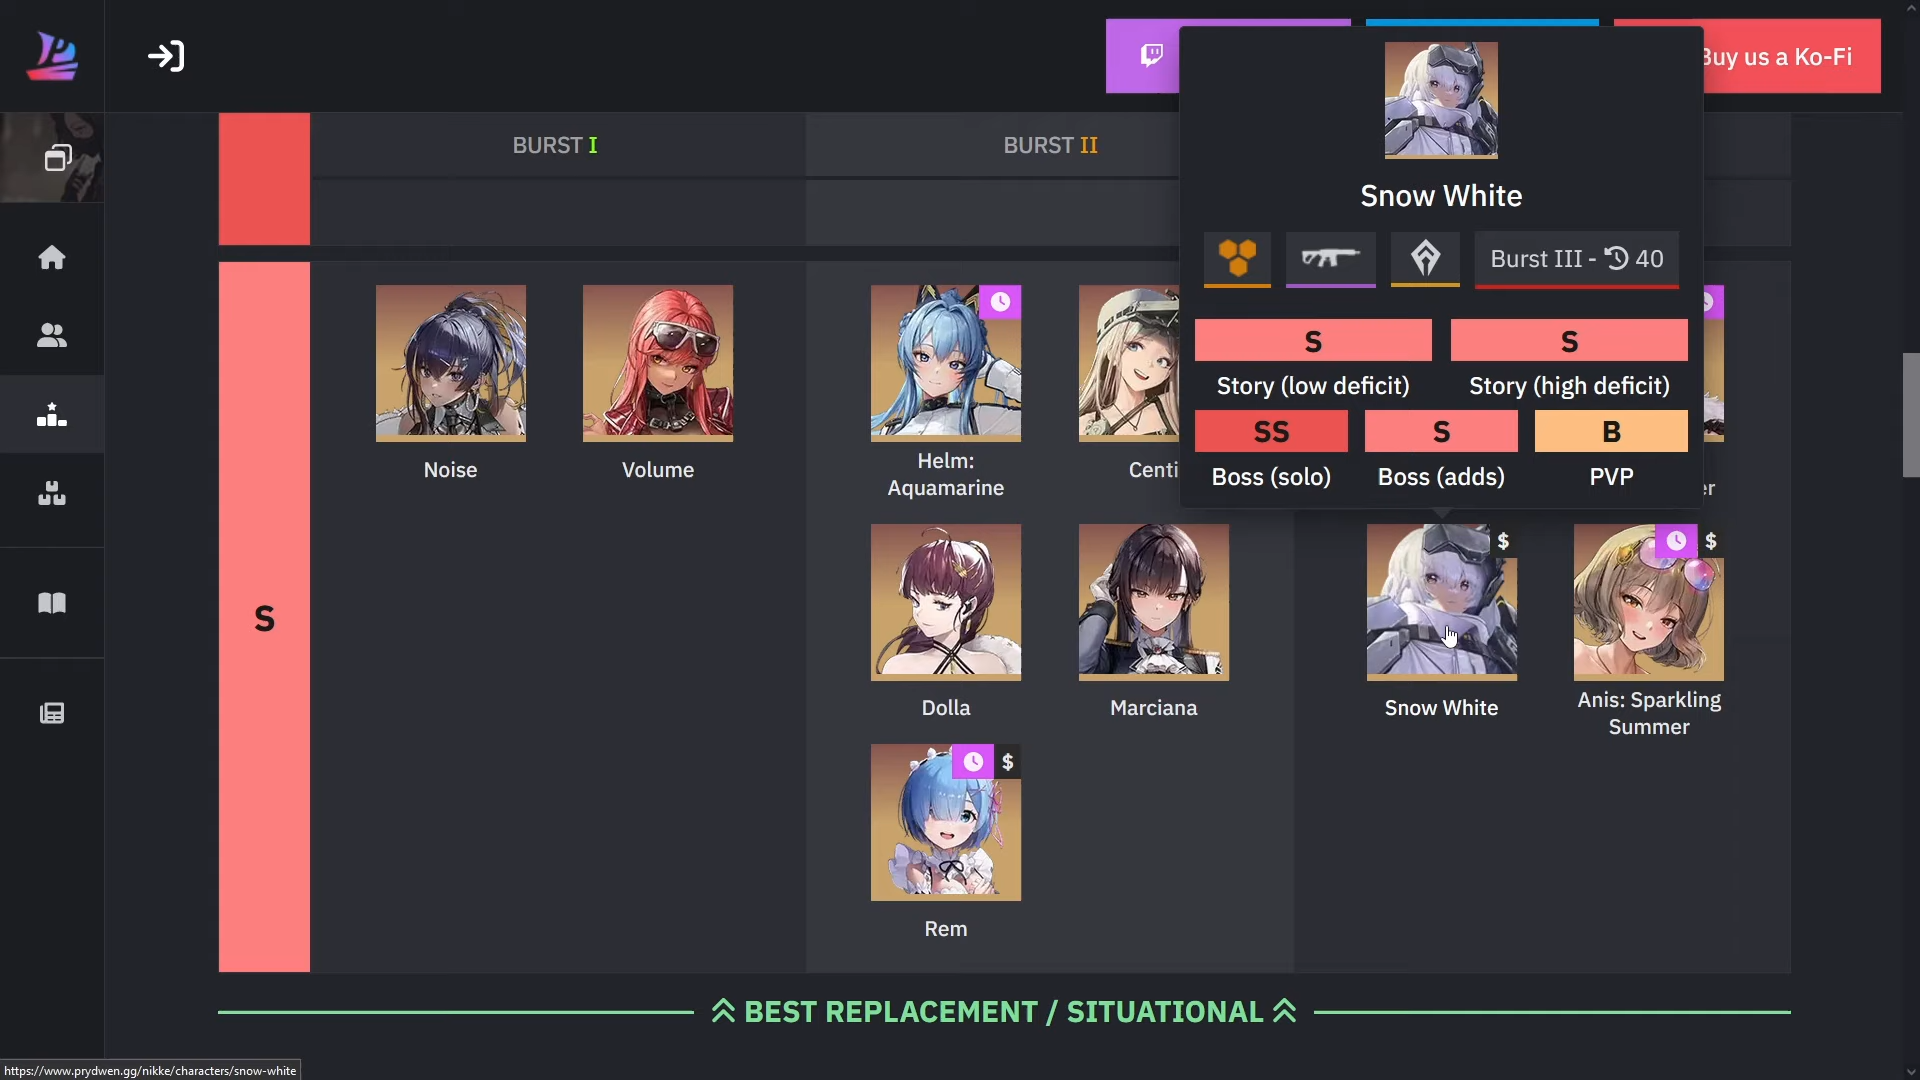 Buy us a Ko-Fi
BURST I
BURST II
Snow White
Burst III - 40
S
S
Story (low deficit)
Story (high deficit)
SS
S
B
Boss (solo)
Boss (adds)
PVP
S
Noise
Volume
Helm:
Aquamarine
Centi
er
$
$
Dolla
Marciana
Snow White
Anis: Sparkling
Summer
$
Rem
BEST REPLACEMENT / SITUATIONAL
https://www.prydwen.gg/nikke/characters/snow-white